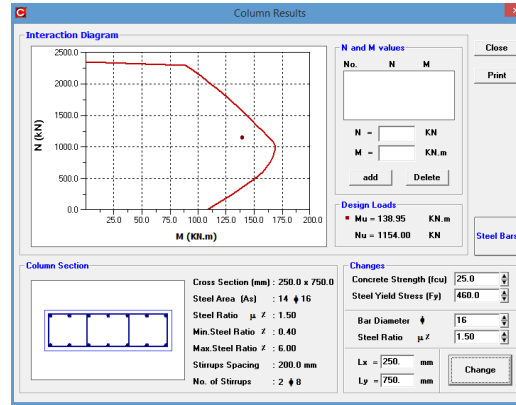 C
Column Results
x
Interaction Diagram
2500.0
2000.0
1500.0
1000.0
500.0
0.0
N (kN)
25.0 50.0 75.0 100.0 125.0 150.0 175.0 200.0
M (KN.m)
N and M values
No. N M
N = KN
M = KN.m
add Delete
Design Loads
Mu = 138.95 KN.m
Nu = 1154.00 KN
Close
Print
Steel Bars
Column Section
Cross Section (mm) : 250.0 x 750.0
Steel Area (As) : 14 ϕ 16
Steel Ratio μ % : 1.50
Min.Steel Ratio % : 0.40
Max.Steel Ratio % : 6.00
Stirrups Spacing : 200.0 mm
No. of Stirrups : 2 ϕ 8
Changes
Concrete Strength (fcu) 25.0
Steel Yield Stress (Fy) 460.0
Bar Diameter ϕ 16
Steel Ratio μ% 1.50
Lx = 250. mm
Ly = 750. mm
Change